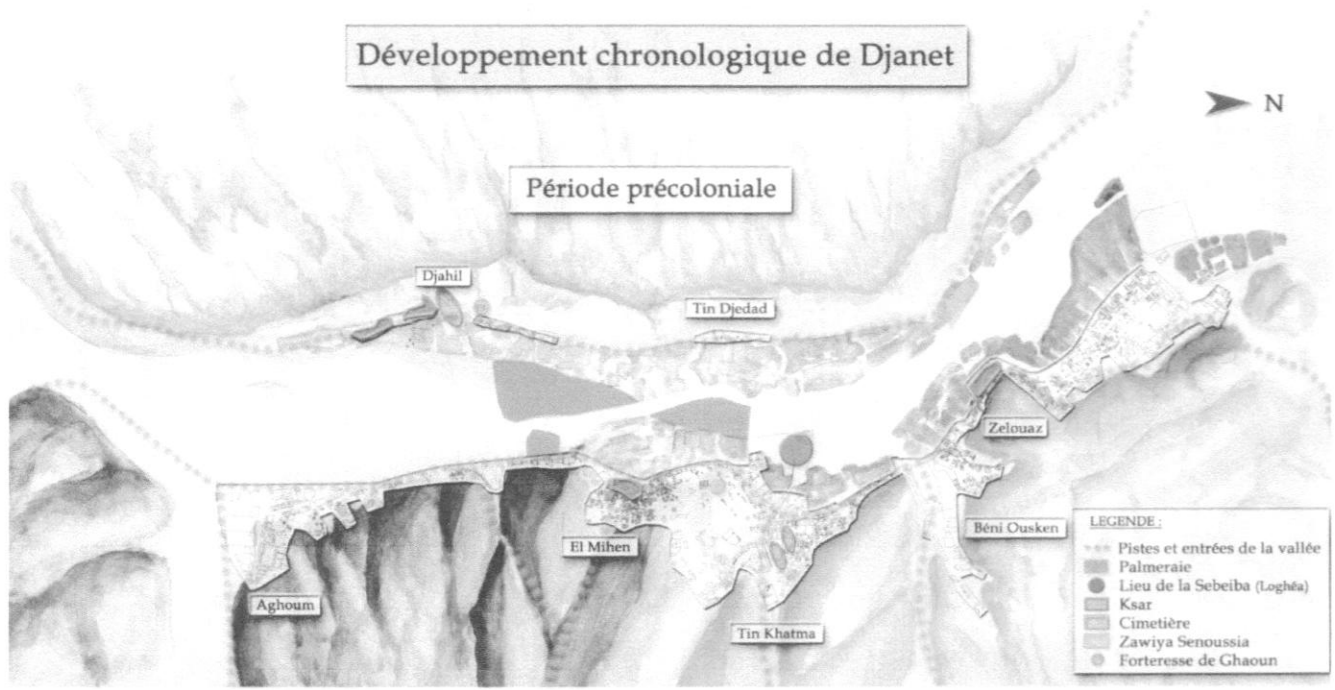 Développement chronologique de Djanet
N
Période précoloniale
Djahil
Tin Djedad
Zelouaz
Béni Ousken
El Mihen
Aghoum
Tin Khatma
LEGENDE :
Pistes et entrées de la vallée
Palmeraie
Lieu de la Sebeiba (Loghéa)
Ksar
Cimetière
Zawiya Senoussia
Forteresse de Ghaoun